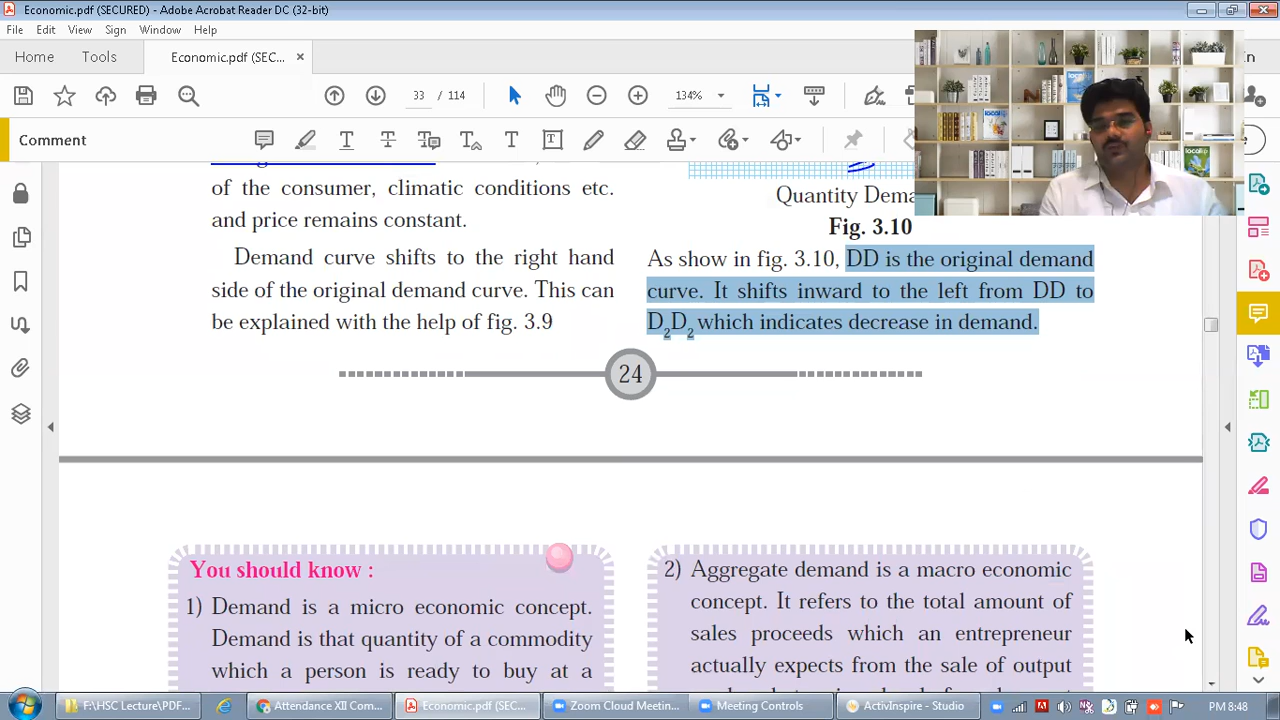 Economic.pdf (SECURED) - Adobe Acrobat Reader DC (32-bit)
File Edit View Sign Window Help
Home Tools Economic.pdf (SEC... ×
33 / 114 134%
Comment
of the consumer, climatic conditions etc.
and price remains constant.
Demand curve shifts to the right hand
side of the original demand curve. This can
be explained with the help of fig. 3.9
Quantity Dema
Fig. 3.10
As show in fig. 3.10, DD is the original demand
curve. It shifts inward to the left from DD to
D₂D₂ which indicates decrease in demand.
24
You should know :
1) Demand is a micro economic concept.
Demand is that quantity of a commodity
which a person is ready to buy at a
2) Aggregate demand is a macro economic
concept. It refers to the total amount of
sales proceeds which an entrepreneur
actually expects from the sale of output
F:\HSC Lecture\PDF... Attendance XII Com... Economic.pdf (SEC... Zoom Cloud Meetin... Meeting Controls ActivInspire - Studio PM 8:48